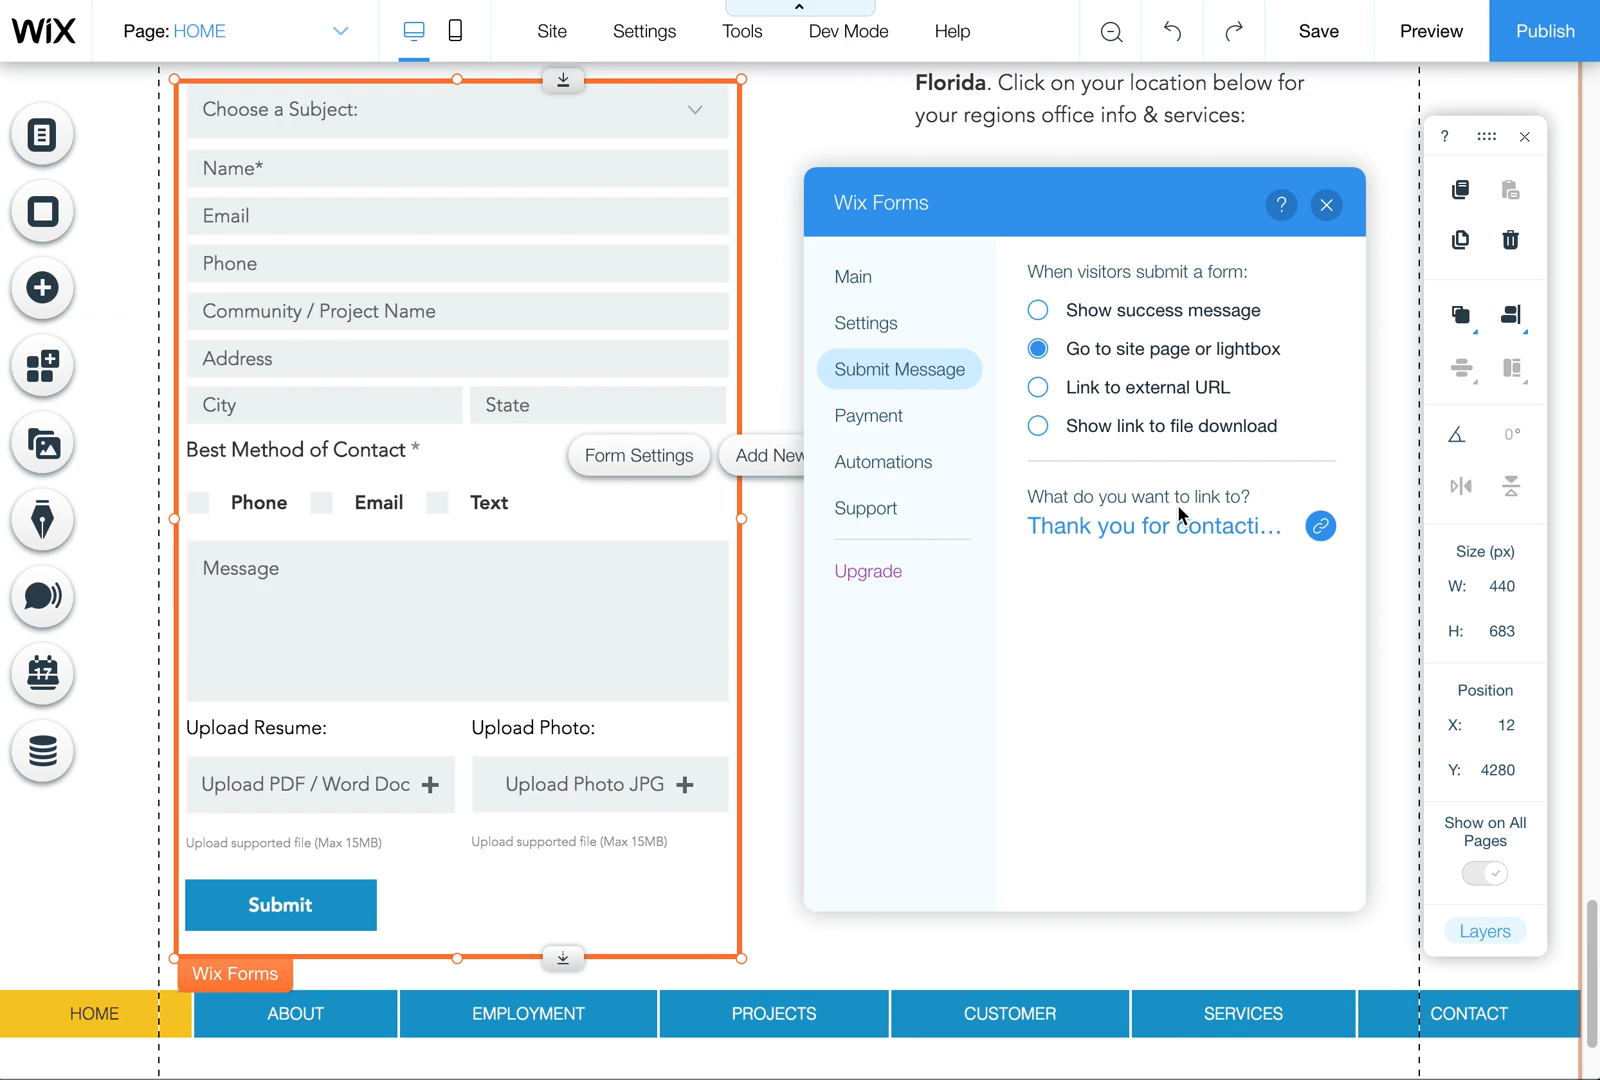 WiX
Page: HOME
Site
Settings
Tools
Dev Mode
Help
Save
Preview
Publish
Choose a Subject:
Name*
Email
Phone
Community / Project Name
Address
City
State
Best Method of Contact *
Form Settings
Add New
Phone
Email
Text
Message
Upload Resume:
Upload Photo:
Upload PDF / Word Doc +
Upload Photo JPG +
Upload supported file (Max 15MB)
Upload supported file (Max 15MB)
Submit
Wix Forms
Florida. Click on your location below for
your regions office info & services:
Wix Forms
?
Main
Settings
Submit Message
Payment
Automations
Support
Upgrade
When visitors submit a form:
Show success message
Go to site page or lightbox
Link to external URL
Show link to file download
What do you want to link to?
Thank you for contacti...
?
0°
Size (px)
W: 440
H: 683
Position
X: 12
Y: 4280
Show on All
Pages
Layers
17
HOME
ABOUT
EMPLOYMENT
PROJECTS
CUSTOMER
SERVICES
CONTACT